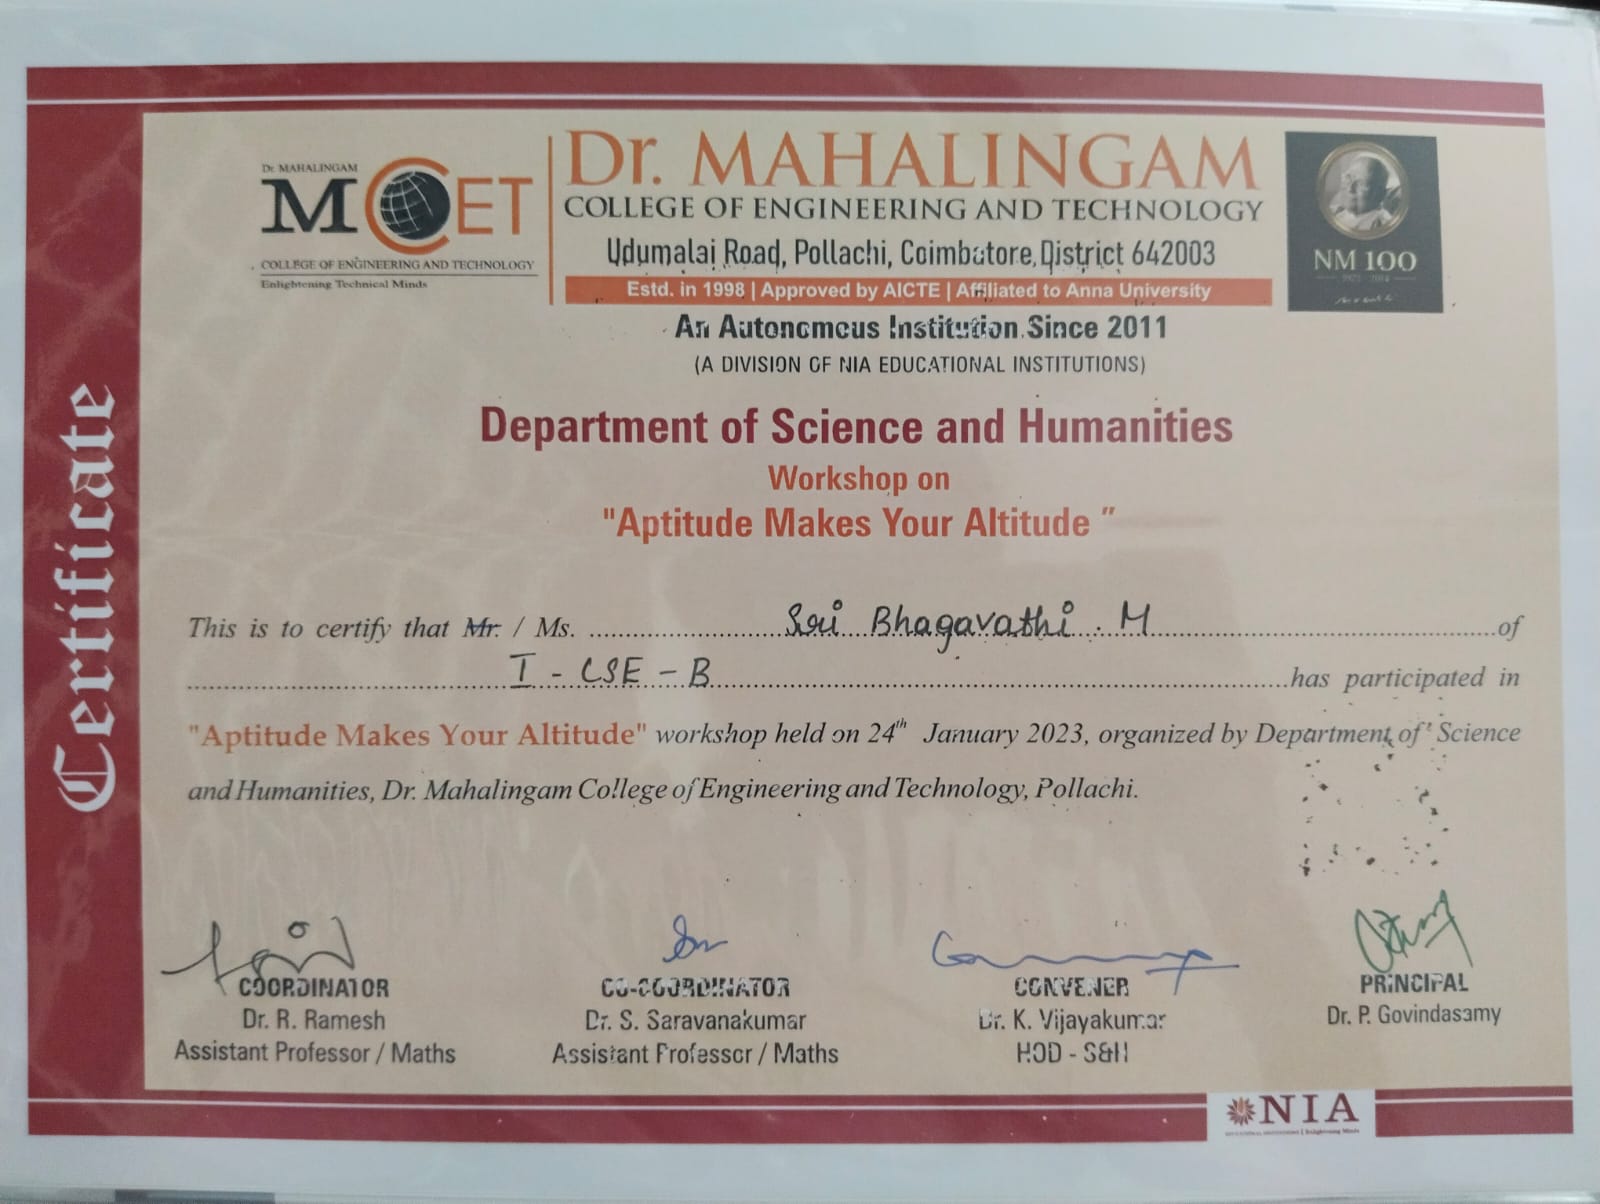 Certificate
Dr. MAHALINGAM
MCET
COLLEGE OF ENGINEERING AND TECHNOLOGY
Enlightening Technical Minds
Dr. MAHALINGAM
COLLEGE OF ENGINEERING AND TECHNOLOGY
Udumalai Road, Pollachi, Coimbatore, District 642003
Estd. in 1998 | Approved by AICTE | Affiliated to Anna University
An Autonomous Institution Since 2011
(A DIVISION OF NIA EDUCATIONAL INSTITUTIONS)
NM 100
Department of Science and Humanities
Workshop on
"Aptitude Makes Your Altitude "
This is to certify that Mr. / Ms. Sri Bhagavathi . M of
I - CSE - B has participated in
"Aptitude Makes Your Altitude" workshop held on 24th January 2023, organized by Department of Science
and Humanities, Dr. Mahalingam College of Engineering and Technology, Pollachi.
COORDINATOR
Dr. R. Ramesh
Assistant Professor / Maths
CO-COORDINATOR
Dr. S. Saravanakumar
Assistant Professor / Maths
CONVENER
Dr. K. Vijayakumar
HOD - S&H
PRINCIPAL
Dr. P. Govindasamy
NIA